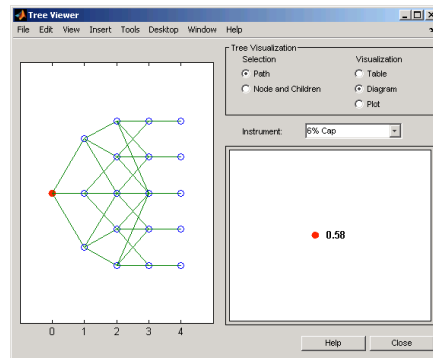 Tree Viewer
File Edit View Insert Tools Desktop Window Help
Tree Visualization
Selection
Visualization
Path
Table
Node and Children
Diagram
Plot
Instrument:
6% Cap
0.58
0 1 2 3 4
Help
Close